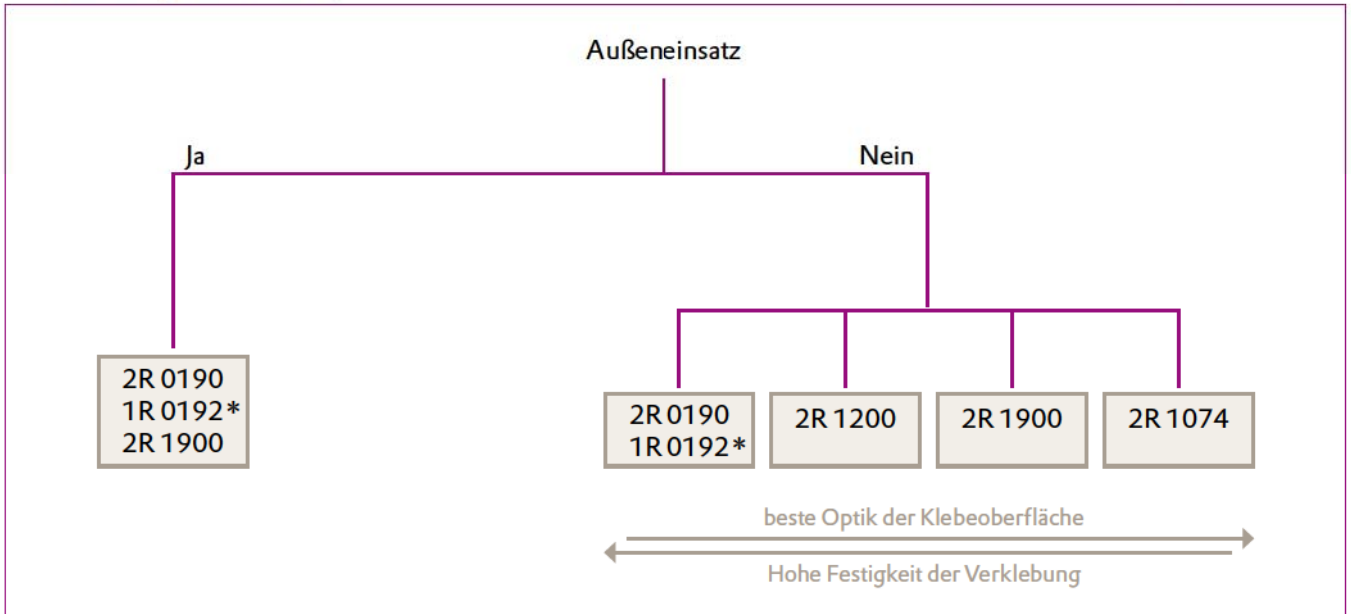 Außeneinsatz
Ja
Nein
2R 0190
1R 0192*
2R 1900
2R 0190
1R 0192*
2R 1200
2R 1900
2R 1074
beste Optik der Klebeoberfläche
Hohe Festigkeit der Verklebung